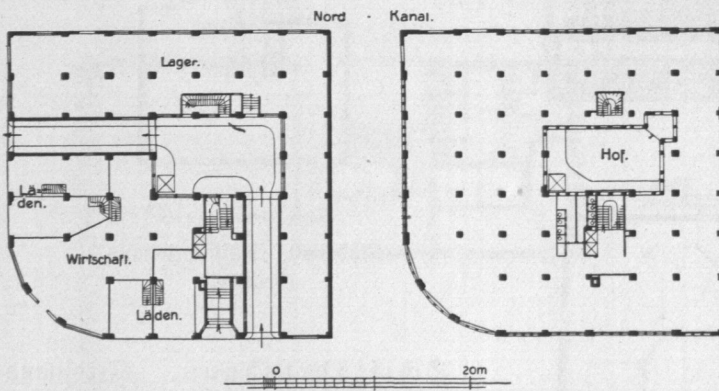 Nord - Kanal.
Lager.
Hof.
Lä-
den.
Wirtschaft.
Läden.
0 20m